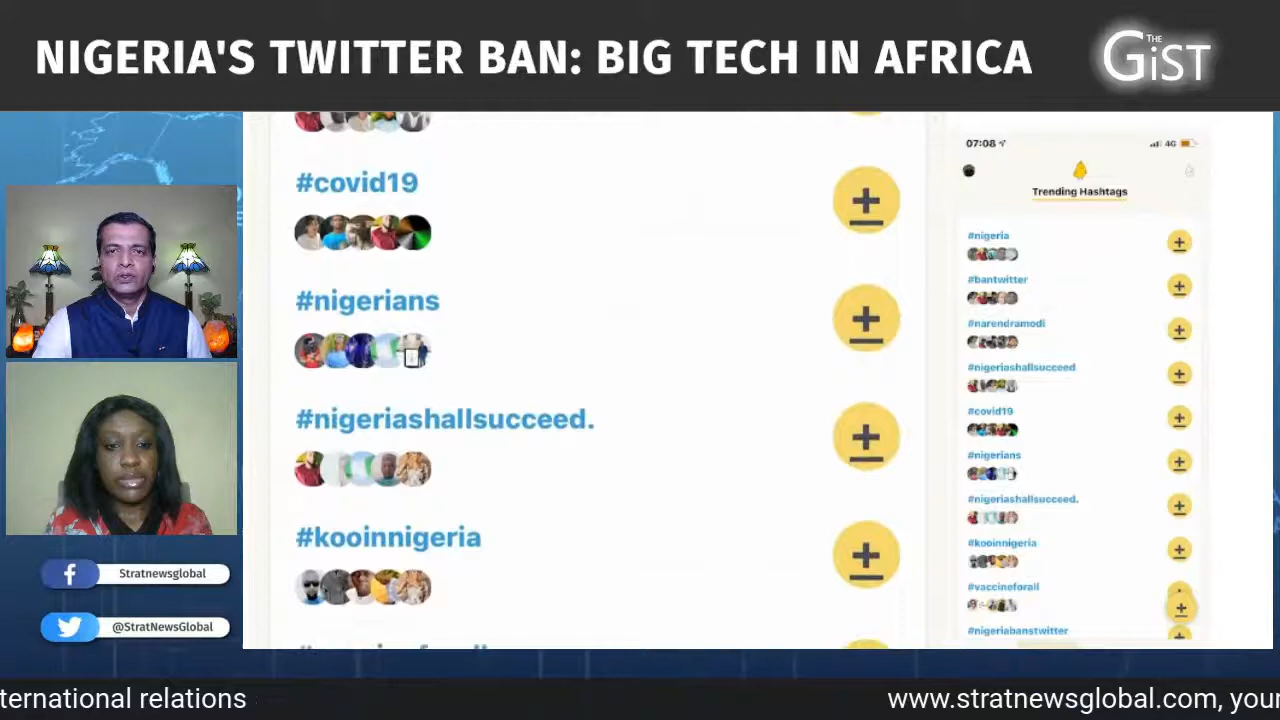 NIGERIA'S TWITTER BAN: BIG TECH IN AFRICA
THE
GiST
#covid19
#nigerians
#nigeriashallsucceed.
#kooinnigeria
07:08
4G
Trending Hashtags
#nigeria
#bantwitter
#narendramodi
#nigeriashallsucceed
#covid19
#nigerians
#nigeriashallsucceed.
#kooinnigeria
#vaccineforall
#nigeriabanstwitter
Stratnewsglobal
@StratNewsGlobal
ternational relations
www.stratnewsglobal.com, your